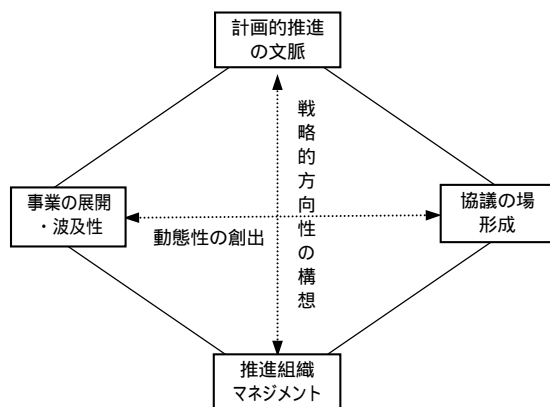 計画的推進
の文脈
戦略的方向性の構想
事業の展開
・波及性
協議の場
形成
動態性の創出
推進組織
マネジメント